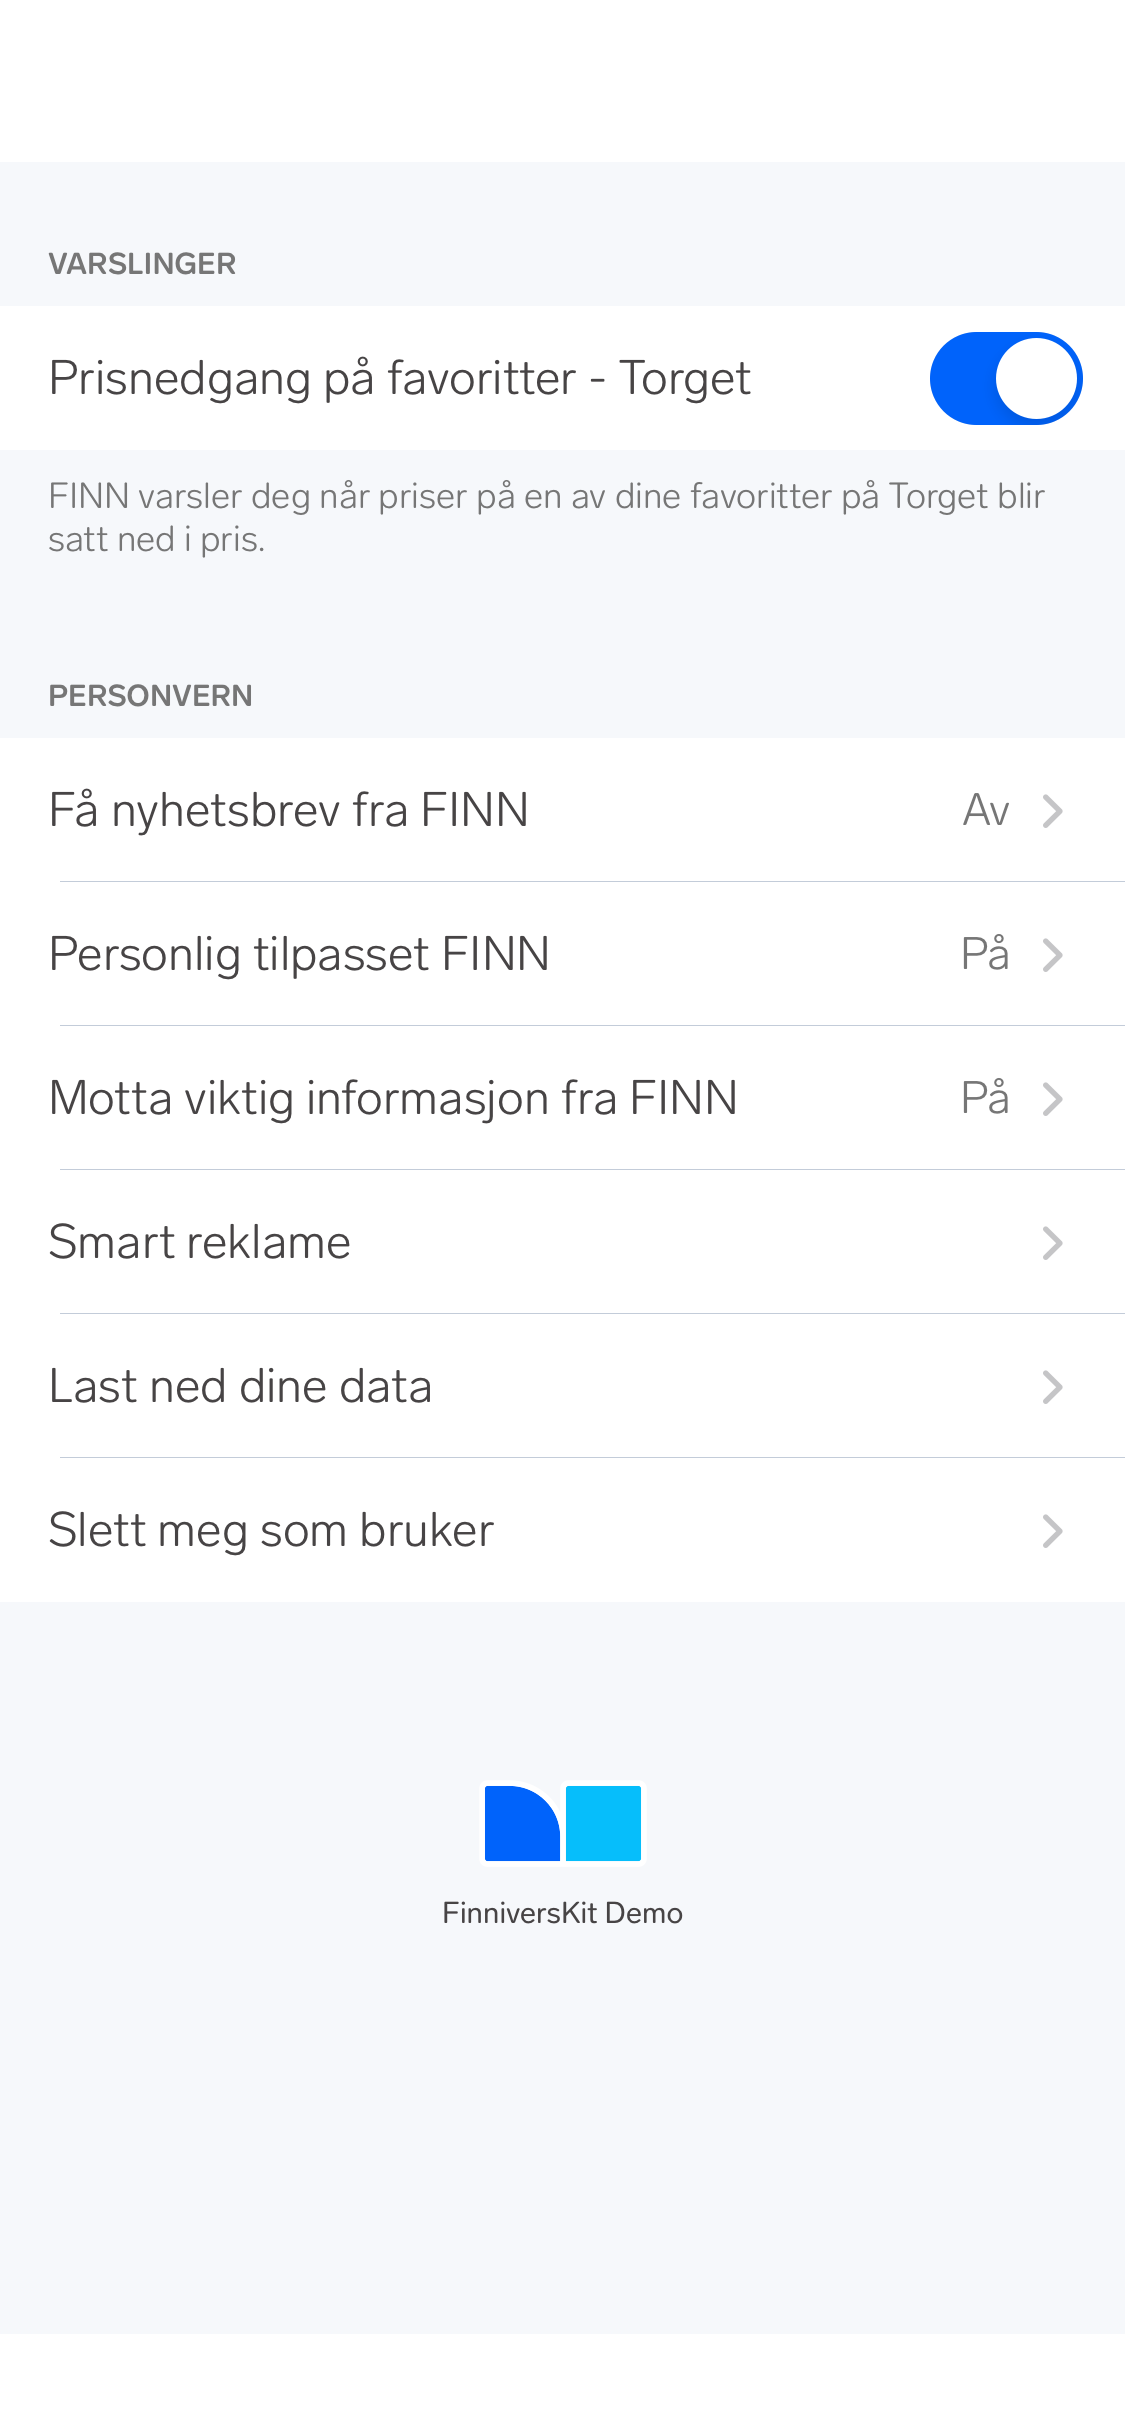 VARSLINGER
Prisnedgang på favoritter - Torget
FINN varsler deg når priser på en av dine favoritter på Torget blir
satt ned i pris.
PERSONVERN
Få nyhetsbrev fra FINN Av
Personlig tilpasset FINN På
Motta viktig informasjon fra FINN På
Smart reklame
Last ned dine data
Slett meg som bruker
FinniversKit Demo